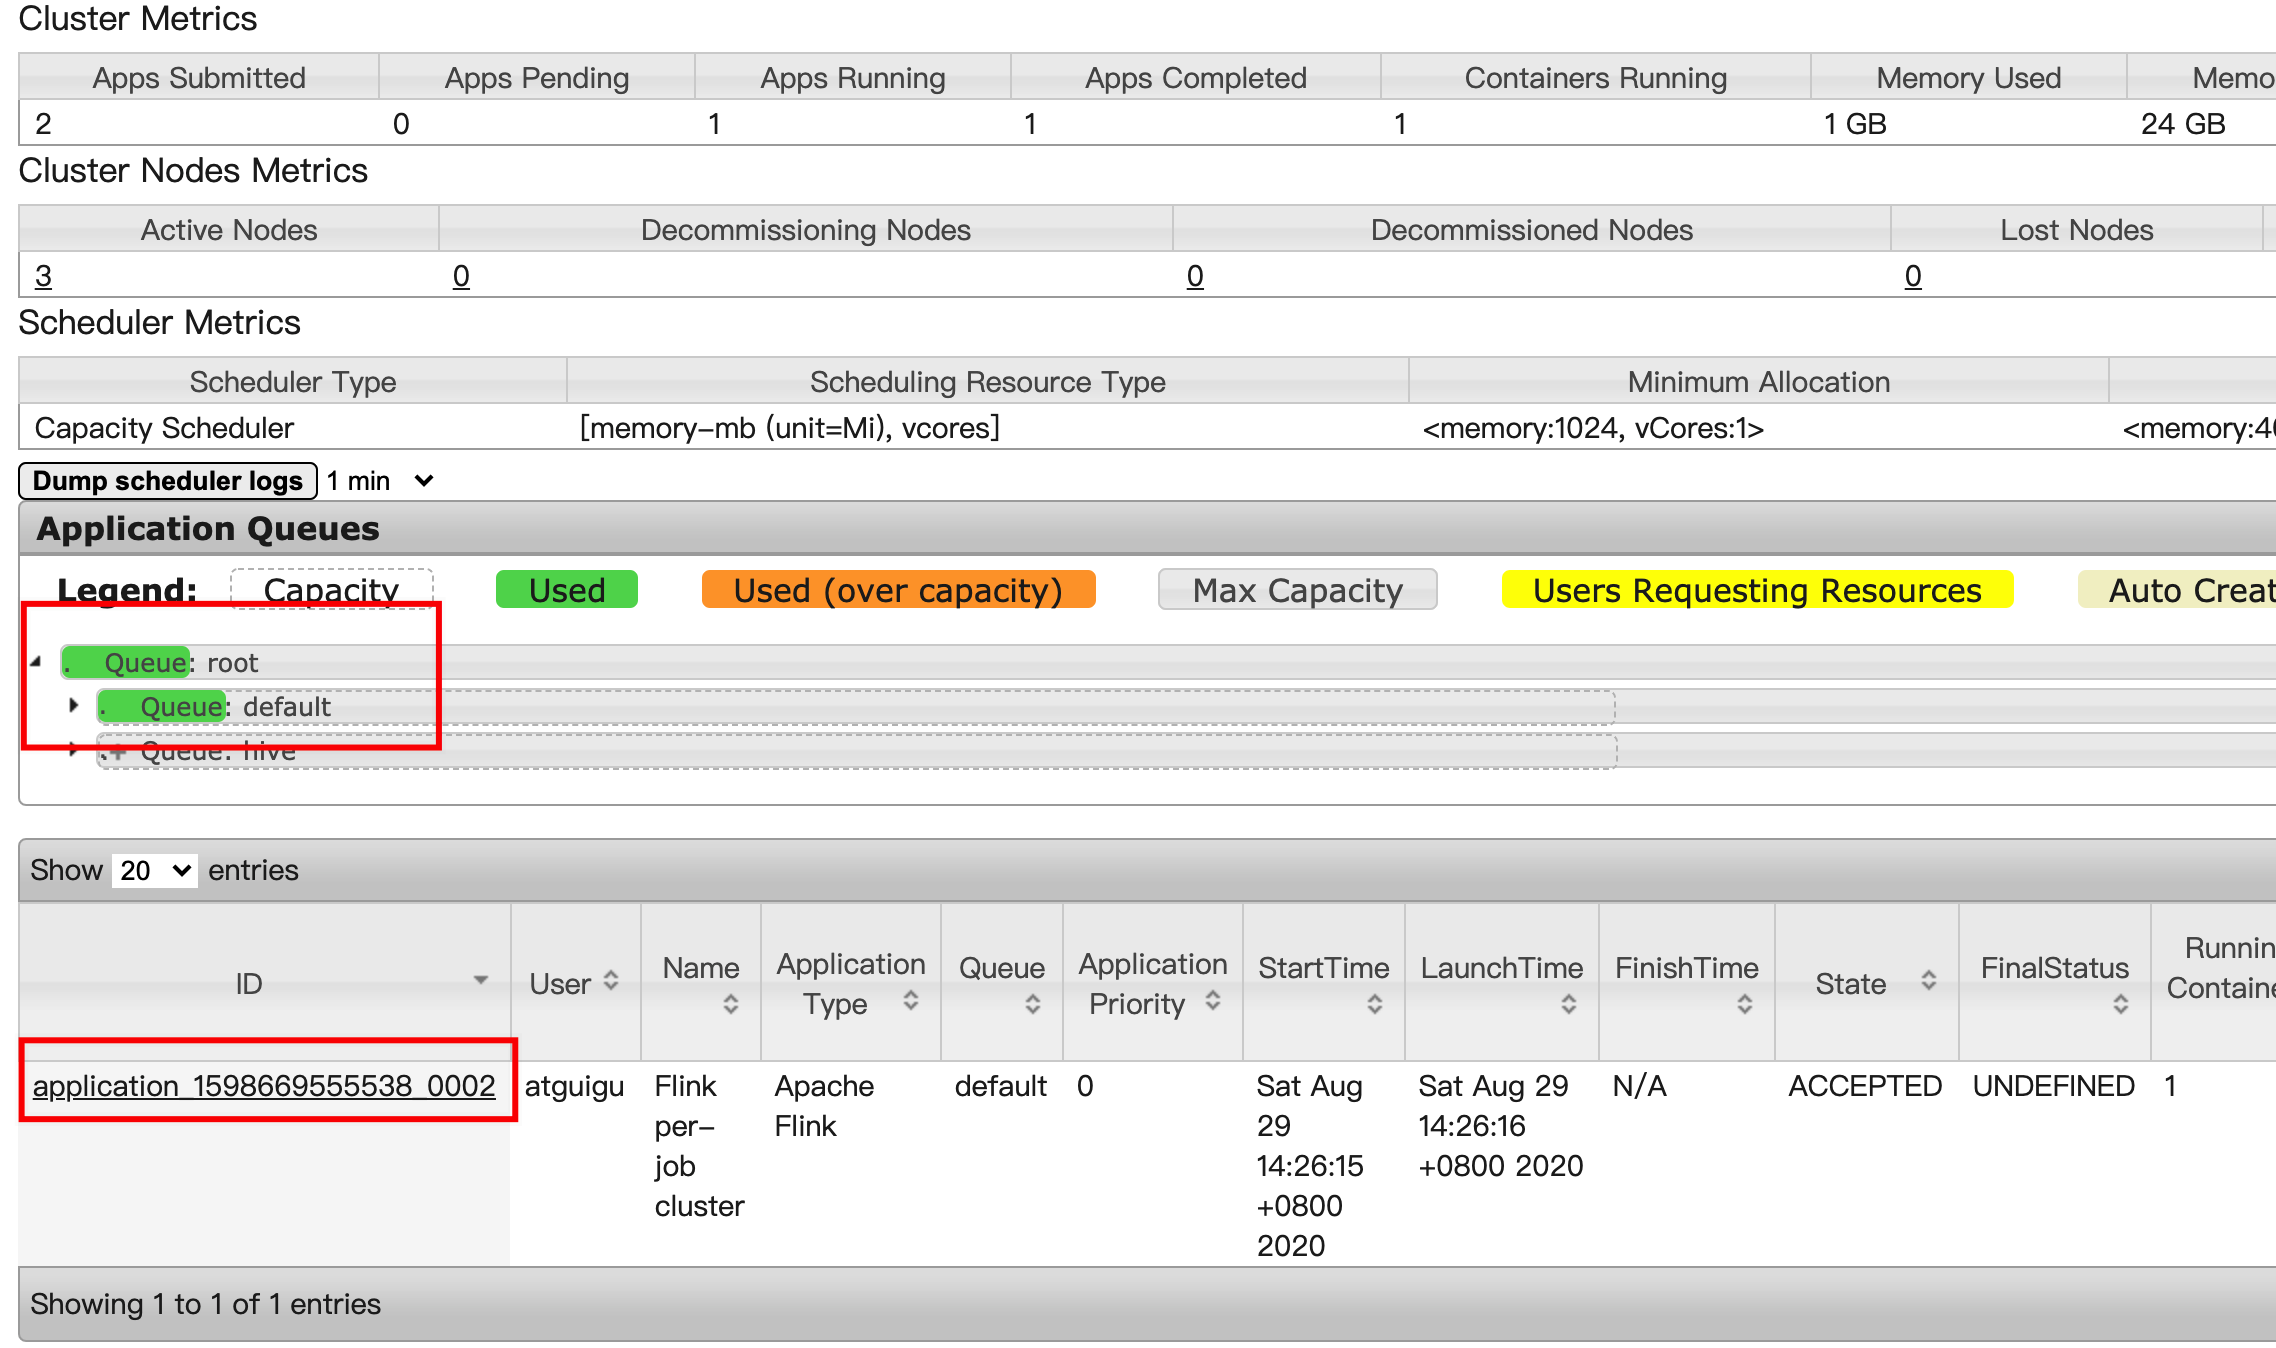 Cluster Metrics
Apps Submitted Apps Pending Apps Running Apps Completed Containers Running Memory Used Memo
2 0 1 1 1 1 GB 24 GB
Cluster Nodes Metrics
Active Nodes Decommissioning Nodes Decommissioned Nodes Lost Nodes
3 0 0 0
Scheduler Metrics
Scheduler Type Scheduling Resource Type Minimum Allocation
Capacity Scheduler [memory-mb (unit=Mi), vcores] <memory:1024, vCores:1> <memory:40
Dump scheduler logs 1 min
Application Queues
Legend: Capacity Used Used (over capacity) Max Capacity Users Requesting Resources Auto Creat
. Queue: root
. Queue: default
.+ Queue: hive
Show 20 entries
ID User Name Application Type Queue Application Priority StartTime LaunchTime FinishTime State FinalStatus Runnin Containe
application_1598669555538_0002 atguigu Flink Apache default 0 Sat Aug Sat Aug 29 N/A ACCEPTED UNDEFINED 1
per- Flink 29 14:26:16
job 14:26:15 +0800 2020
cluster +0800
2020
Showing 1 to 1 of 1 entries